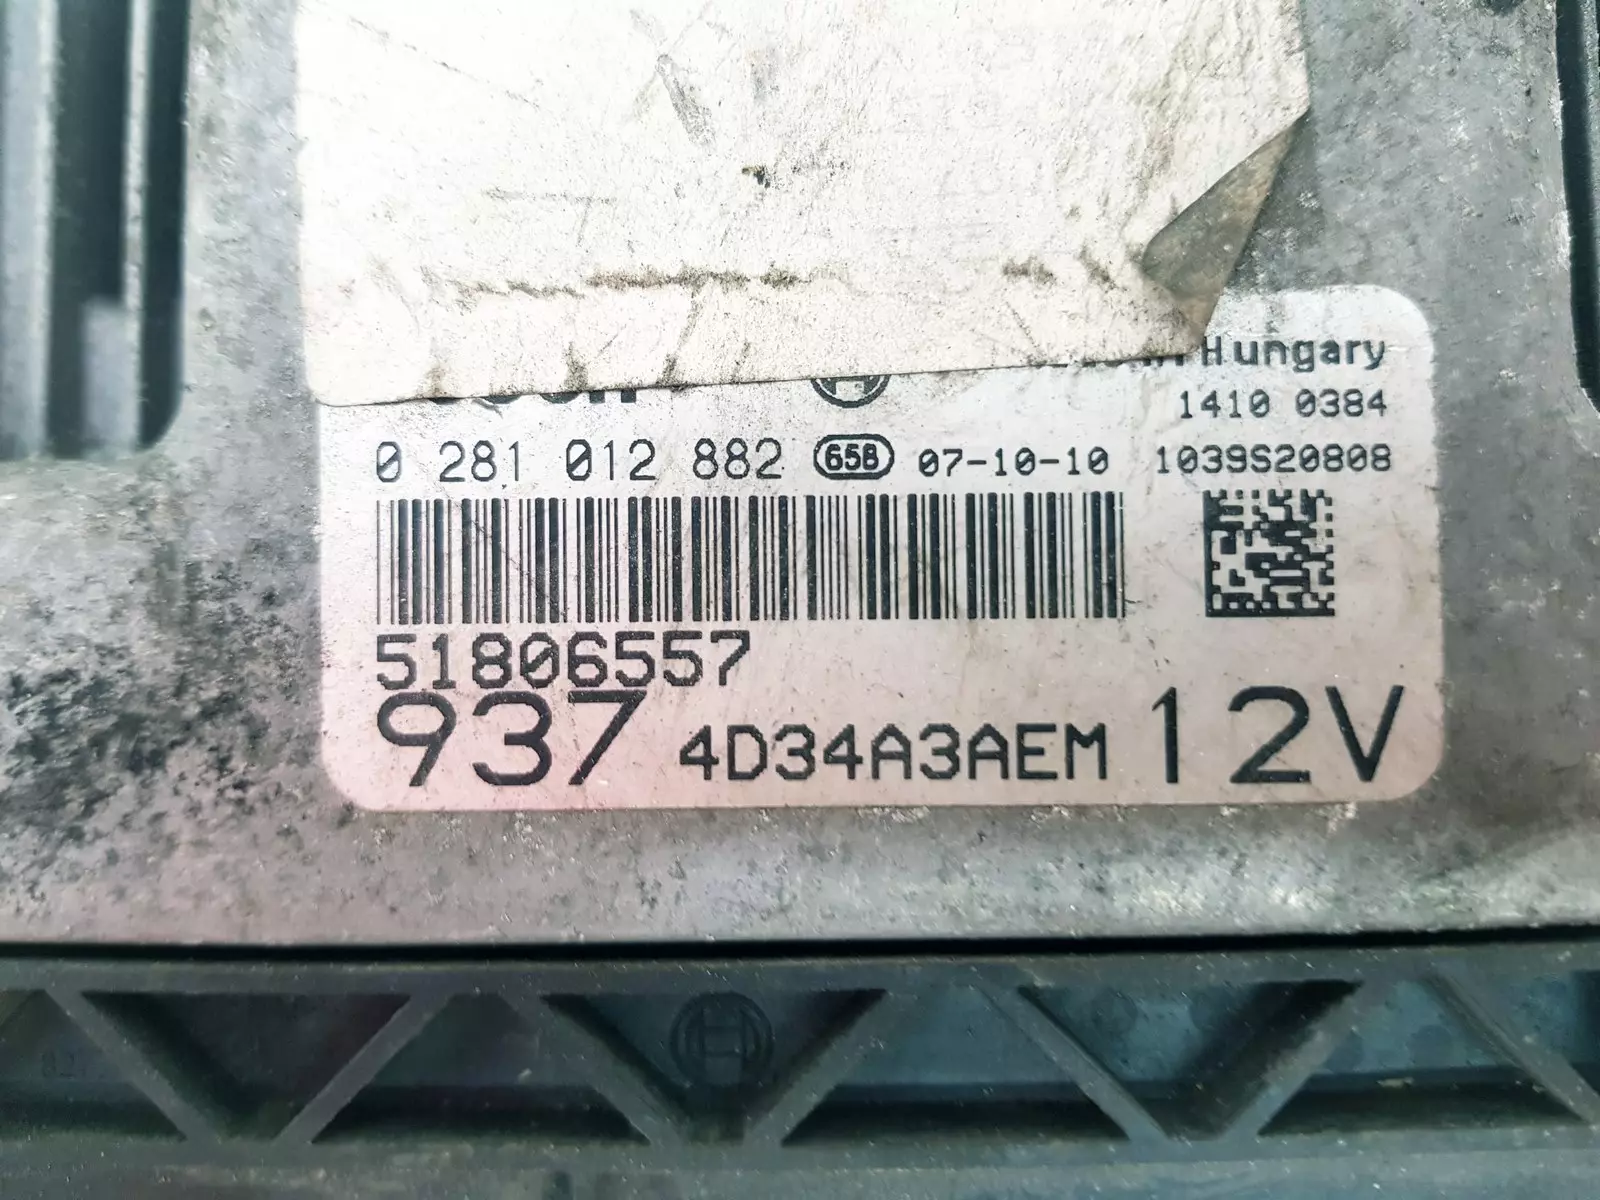 Hungary
1410 0384
0 281 012 882 658 07-10-10 1039S20808
51806557
937 4D34A3AEM 12V